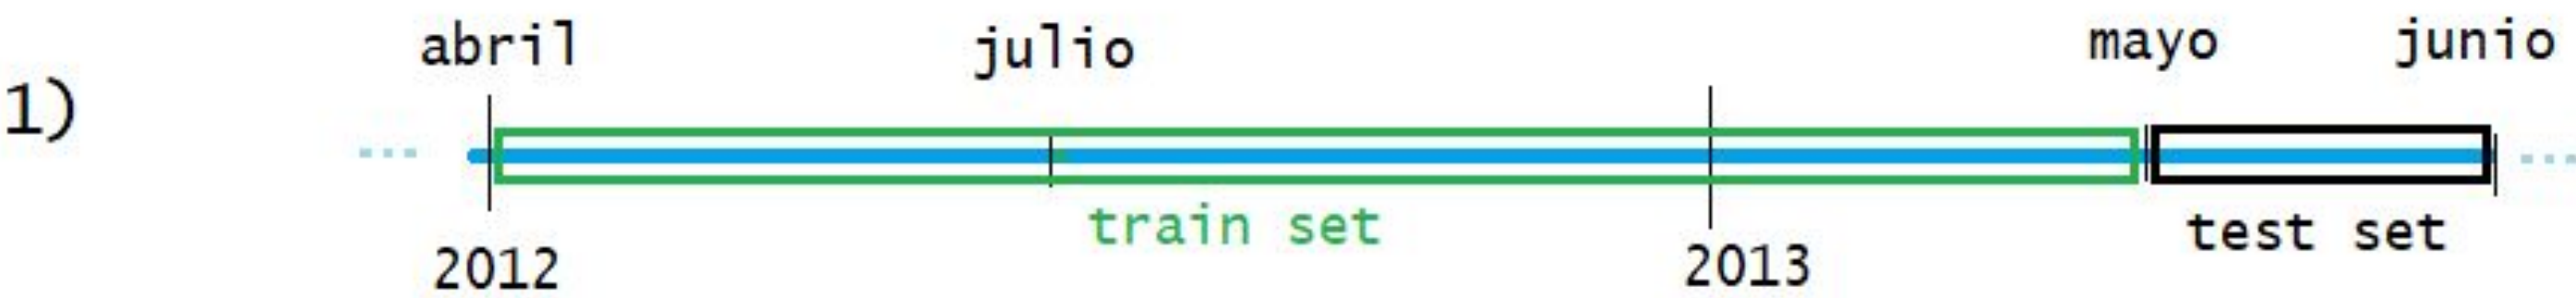 abril julio mayo junio
1)
train set test set
2012 2013